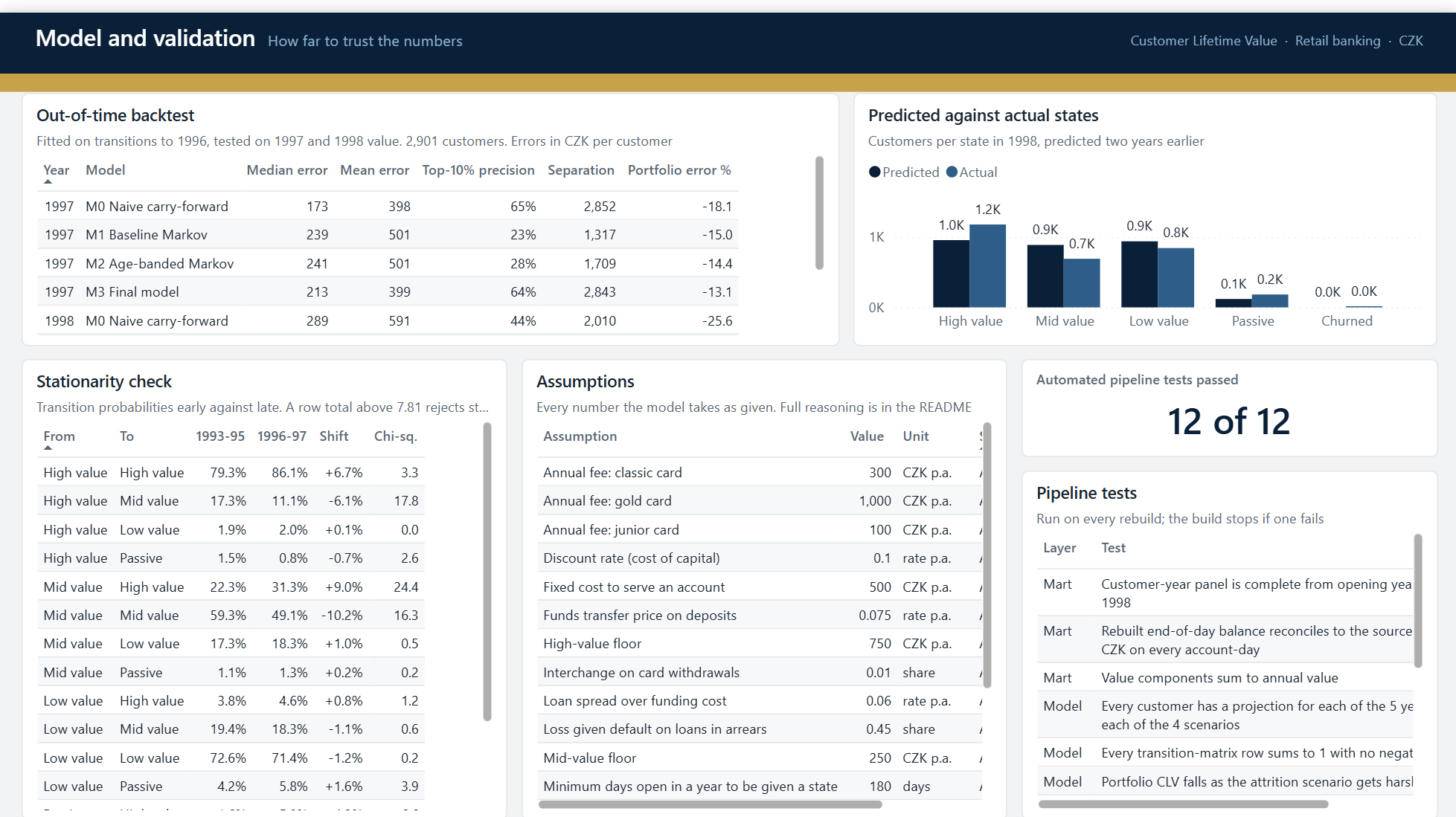 Model and validation How far to trust the numbers
Customer Lifetime Value · Retail banking · CZK
Out-of-time backtest
Fitted on transitions to 1996, tested on 1997 and 1998 value. 2,901 customers. Errors in CZK per customer
Year Model Median error Mean error Top-10% precision Separation Portfolio error %
1997 M0 Naive carry-forward 173 398 65% 2,852 -18.1
1997 M1 Baseline Markov 239 501 23% 1,317 -15.0
1997 M2 Age-banded Markov 241 501 28% 1,709 -14.4
1997 M3 Final model 213 399 64% 2,843 -13.1
1998 M0 Naive carry-forward 289 591 44% 2,010 -25.6
Predicted against actual states
Customers per state in 1998, predicted two years earlier
Predicted Actual
1K
0K
1.0K 1.2K 0.9K 0.7K 0.9K 0.8K 0.1K 0.2K 0.0K 0.0K
High value Mid value Low value Passive Churned
Stationarity check
Transition probabilities early against late. A row total above 7.81 rejects st...
From To 1993-95 1996-97 Shift Chi-sq.
High value High value 79.3% 86.1% +6.7% 3.3
High value Mid value 17.3% 11.1% -6.1% 17.8
High value Low value 1.9% 2.0% +0.1% 0.0
High value Passive 1.5% 0.8% -0.7% 2.6
Mid value High value 22.3% 31.3% +9.0% 24.4
Mid value Mid value 59.3% 49.1% -10.2% 16.3
Mid value Low value 17.3% 18.3% +1.0% 0.5
Mid value Passive 1.1% 1.3% +0.2% 0.2
Low value High value 3.8% 4.6% +0.8% 1.2
Low value Mid value 19.4% 18.3% -1.1% 0.6
Low value Low value 72.6% 71.4% -1.2% 0.2
Low value Passive 4.2% 5.8% +1.6% 3.9
Assumptions
Every number the model takes as given. Full reasoning is in the README
Assumption Value Unit
Annual fee: classic card 300 CZK p.a.
Annual fee: gold card 1,000 CZK p.a.
Annual fee: junior card 100 CZK p.a.
Discount rate (cost of capital) 0.1 rate p.a.
Fixed cost to serve an account 500 CZK p.a.
Funds transfer price on deposits 0.075 rate p.a.
High-value floor 750 CZK p.a.
Interchange on card withdrawals 0.01 share
Loan spread over funding cost 0.06 rate p.a.
Loss given default on loans in arrears 0.45 share
Mid-value floor 250 CZK p.a.
Minimum days open in a year to be given a state 180 days
Automated pipeline tests passed
12 of 12
Pipeline tests
Run on every rebuild; the build stops if one fails
Layer Test
Mart Customer-year panel is complete from opening yea
1998
Mart Rebuilt end-of-day balance reconciles to the source
CZK on every account-day
Mart Value components sum to annual value
Model Every customer has a projection for each of the 5 ye
each of the 4 scenarios
Model Every transition-matrix row sums to 1 with no negat
Model Portfolio CLV falls as the attrition scenario gets harsl